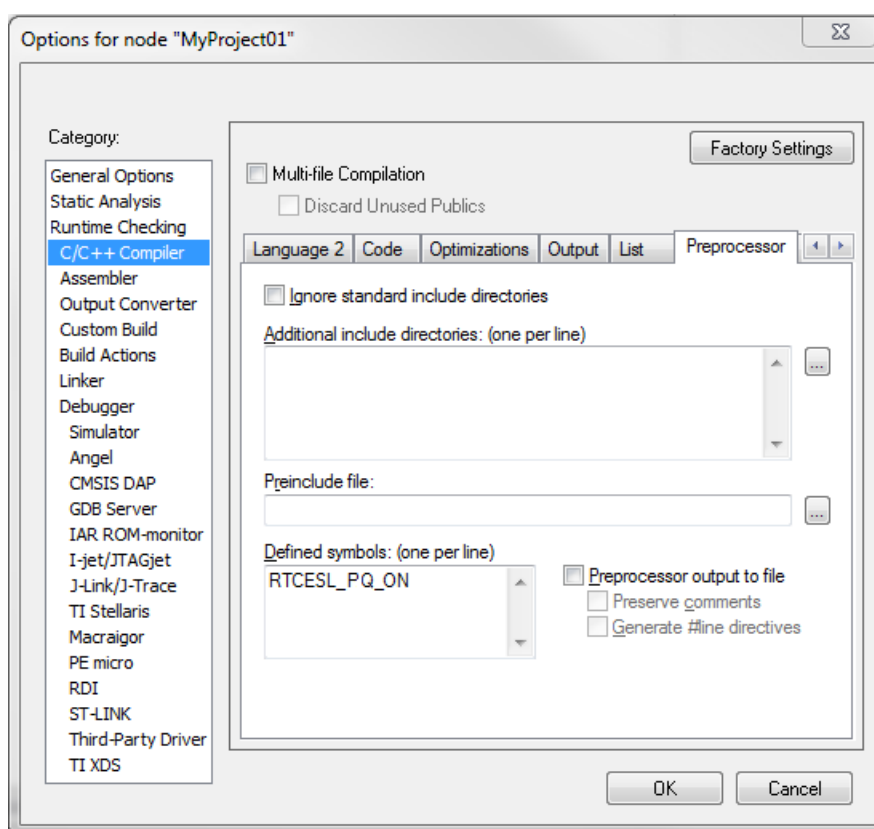 Options for node "MyProject01"
Category:
General Options
Static Analysis
Runtime Checking
C/C++ Compiler
Assembler
Output Converter
Custom Build
Build Actions
Linker
Debugger
Simulator
Angel
CMSIS DAP
GDB Server
IAR ROM-monitor
I-jet/JTAGjet
J-Link/J-Trace
TI Stellaris
Macraigor
PE micro
RDI
ST-LINK
Third-Party Driver
TI XDS
Factory Settings
Multi-file Compilation
Discard Unused Publics
Language 2 Code Optimizations Output List Preprocessor
Ignore standard include directories
Additional include directories: (one per line)
...
Preinclude file:
...
Defined symbols: (one per line)
RTCESL_PQ_ON
Preprocessor output to file
Preserve comments
Generate #line directives
OK Cancel